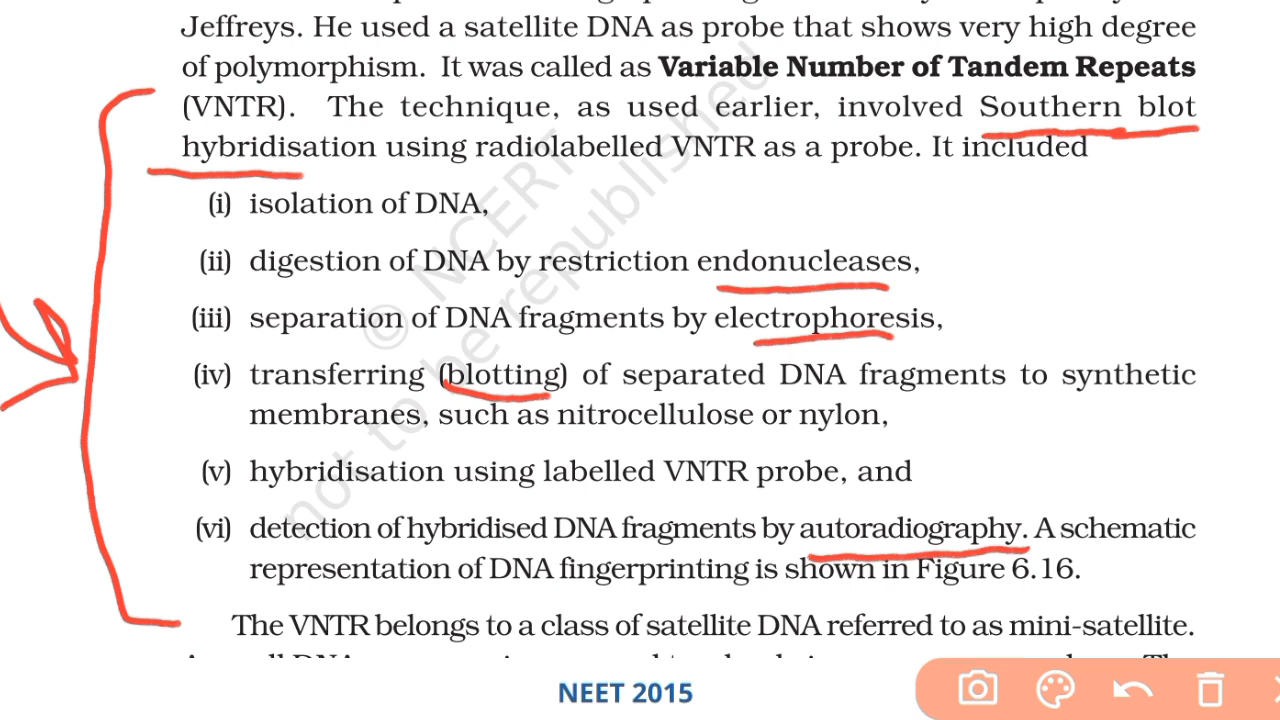 Jeffreys. He used a satellite DNA as probe that shows very high degree
of polymorphism. It was called as Variable Number of Tandem Repeats
(VNTR). The technique, as used earlier, involved Southern blot
hybridisation using radiolabelled VNTR as a probe. It included
(i) isolation of DNA,
(ii) digestion of DNA by restriction endonucleases,
(iii) separation of DNA fragments by electrophoresis,
(iv) transferring (blotting) of separated DNA fragments to synthetic
membranes, such as nitrocellulose or nylon,
(v) hybridisation using labelled VNTR probe, and
(vi) detection of hybridised DNA fragments by autoradiography. A schematic
representation of DNA fingerprinting is shown in Figure 6.16.
The VNTR belongs to a class of satellite DNA referred to as mini-satellite.
© NCERT
not to be republished
NEET 2015